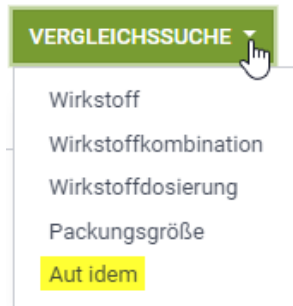 VERGLEICHSSUCHE
Wirkstoff
Wirkstoffkombination
Wirkstoffdosierung
Packungsgröße
Aut idem